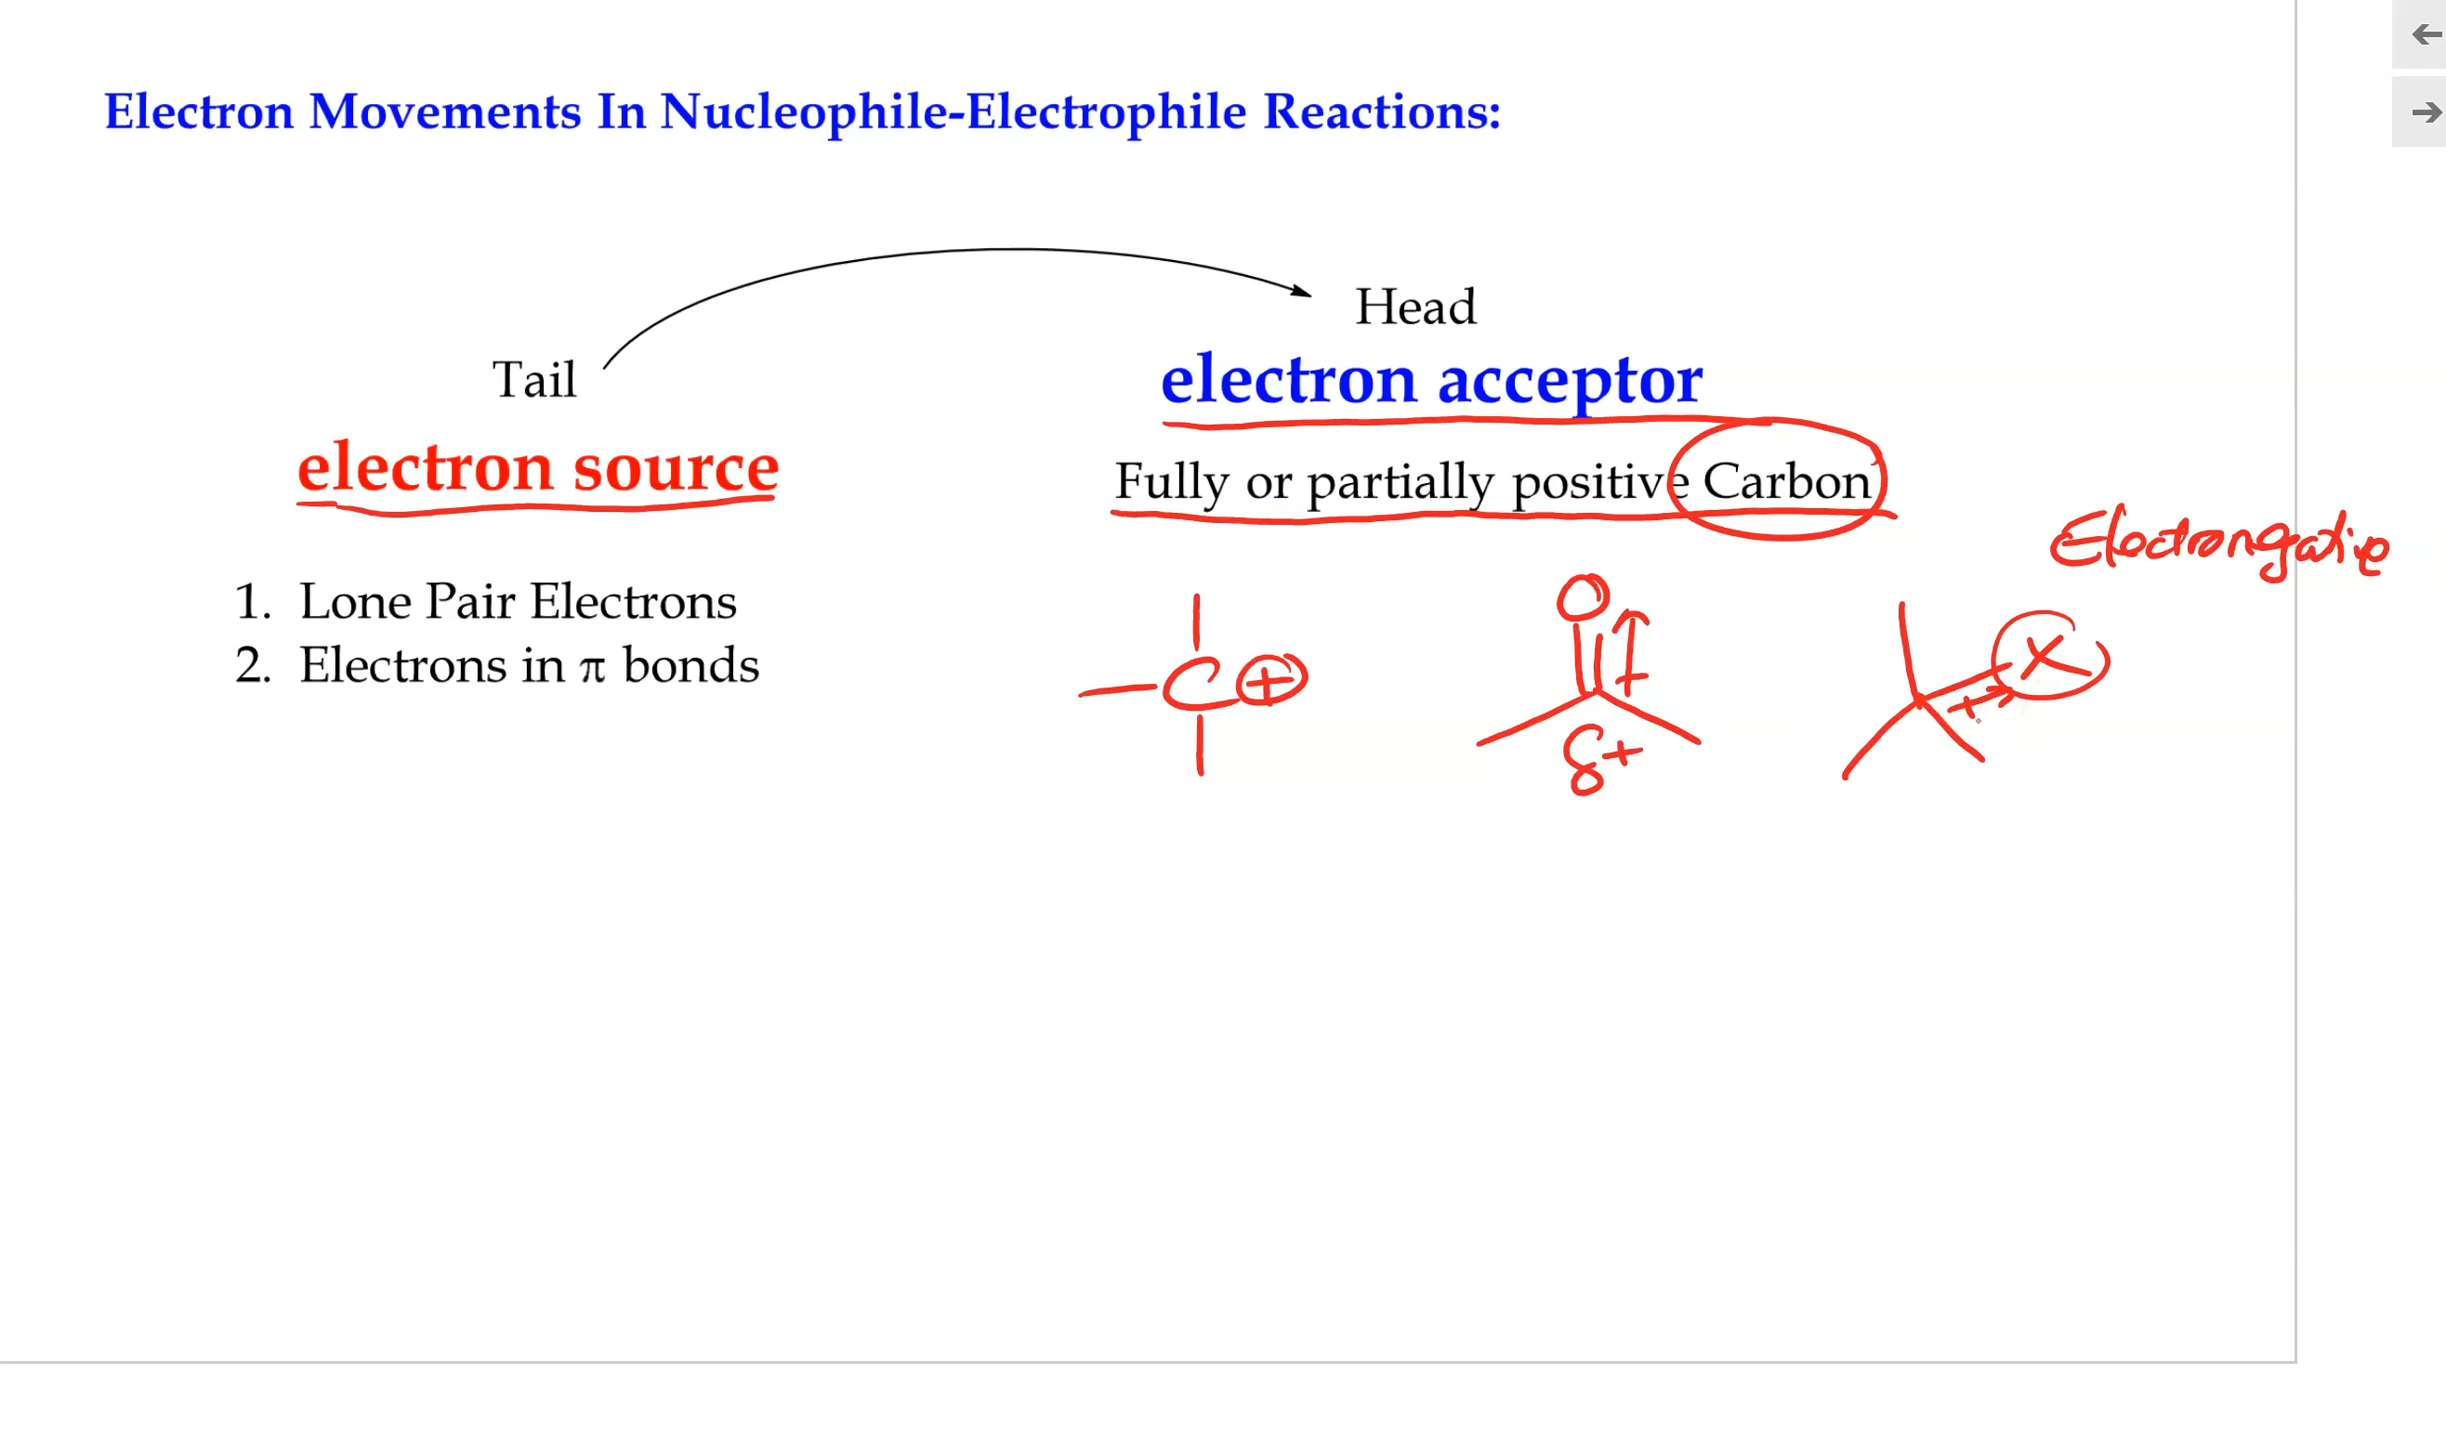 Electron Movements In Nucleophile-Electrophile Reactions:
Head
Tail
electron acceptor
electron source
Fully or partially positive Carbon
Electrongative
1. Lone Pair Electrons
2. Electrons in π bonds
O
X
C +
δ+